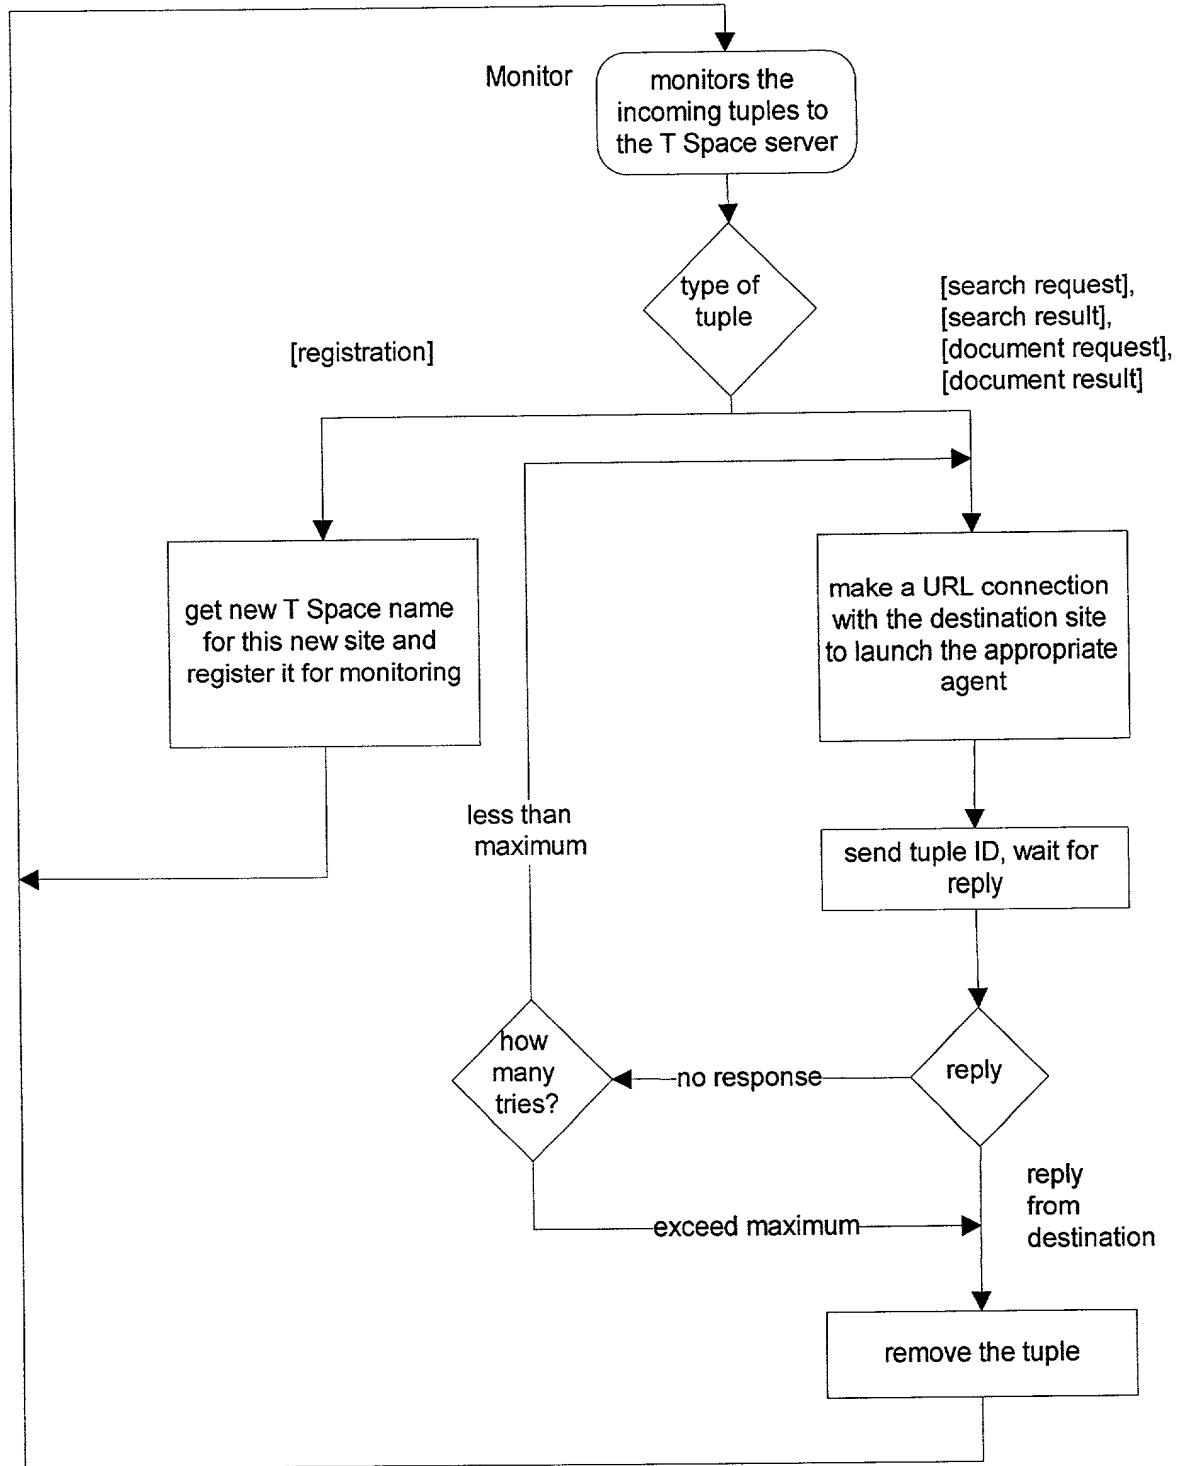 Monitor
monitors the
incoming tuples to
the T Space server
type of
tuple
[search request],
[search result],
[document request],
[document result]
[registration]
get new T Space name
for this new site and
register it for monitoring
make a URL connection
with the destination site
to launch the appropriate
agent
less than
maximum
send tuple ID, wait for
reply
how
many
tries?
no response
reply
reply
from
destination
exceed maximum
remove the tuple